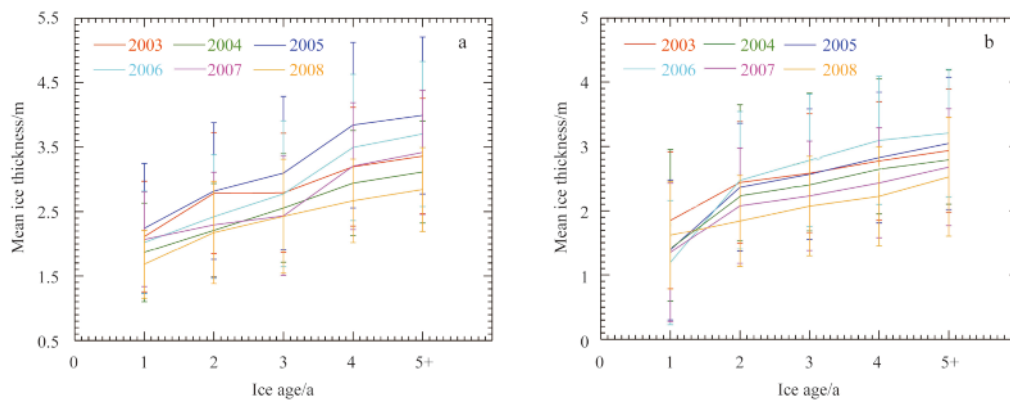 5.5
4.5
3.5
2.5
1.5
0.5
Mean ice thickness/m
2003 2004 2005
2006 2007 2008
a
0 1 2 3 4 5+
Ice age/a
5
4
3
2
1
0
Mean ice thickness/m
2003 2004 2005
2006 2007 2008
b
0 1 2 3 4 5+
Ice age/a